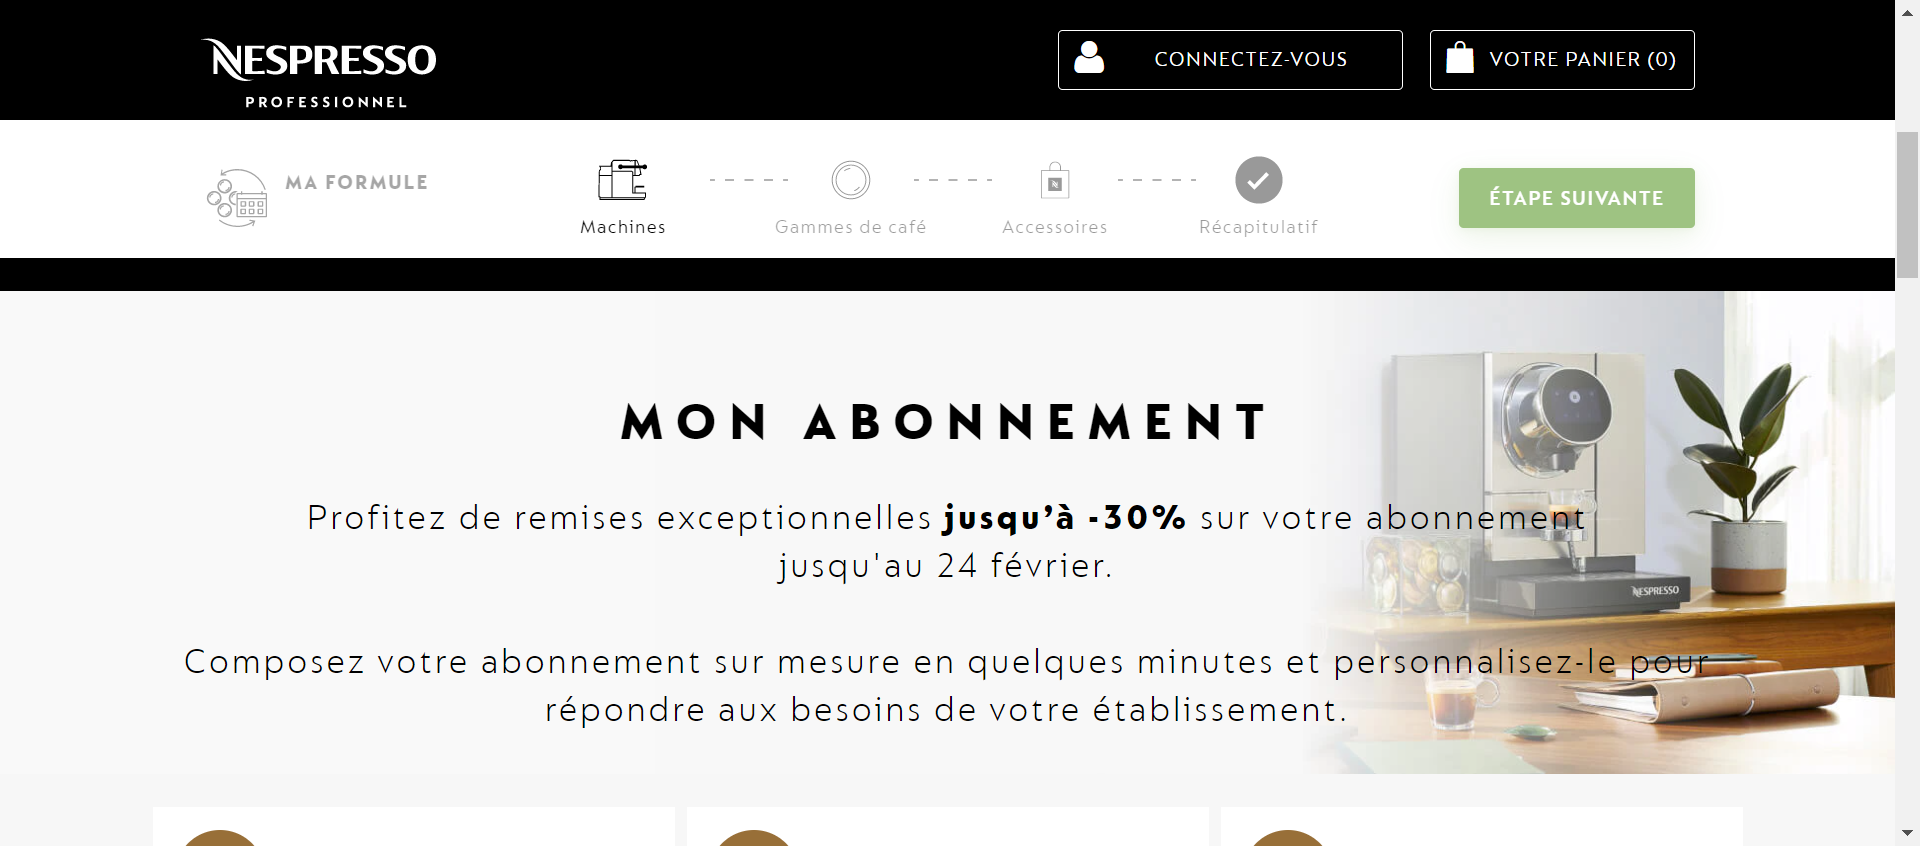 NESPRESSO
PROFESSIONNEL
CONNECTEZ-VOUS
VOTRE PANIER (0)
MA FORMULE
Machines
Gammes de café
Accessoires
Récapitulatif
ÉTAPE SUIVANTE
MON ABONNEMENT
Profitez de remises exceptionnelles jusqu’à -30% sur votre abonnement
jusqu'au 24 février.
NESPRESSO
Composez votre abonnement sur mesure en quelques minutes et personnalisez-le pour
répondre aux besoins de votre établissement.